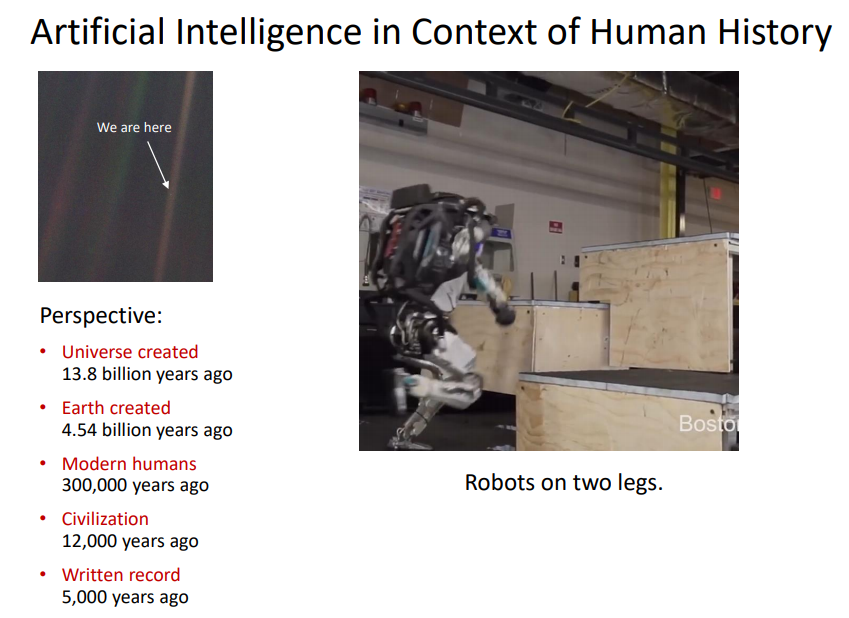 Artificial Intelligence in Context of Human History
We are here
Perspective:
• Universe created
13.8 billion years ago
• Earth created
4.54 billion years ago
• Modern humans
300,000 years ago
• Civilization
12,000 years ago
• Written record
5,000 years ago
Bosto
Robots on two legs.